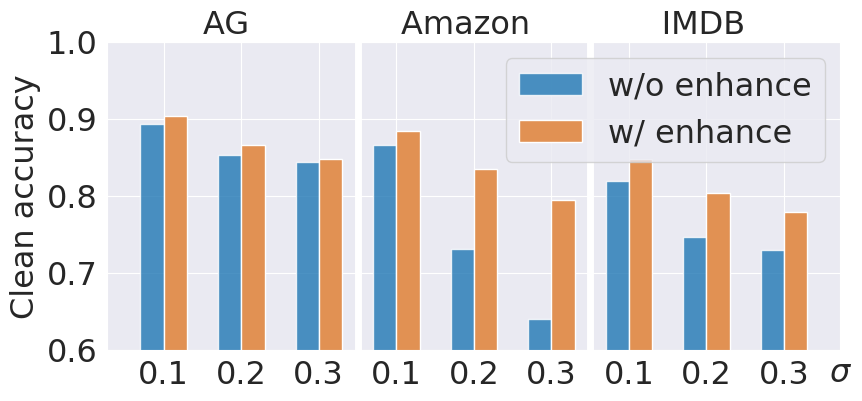 AG Amazon IMDB
Clean accuracy
1.0
0.9
0.8
0.7
0.6
w/o enhance
w/ enhance
0.1 0.2 0.3 0.1 0.2 0.3 0.1 0.2 0.3 σ